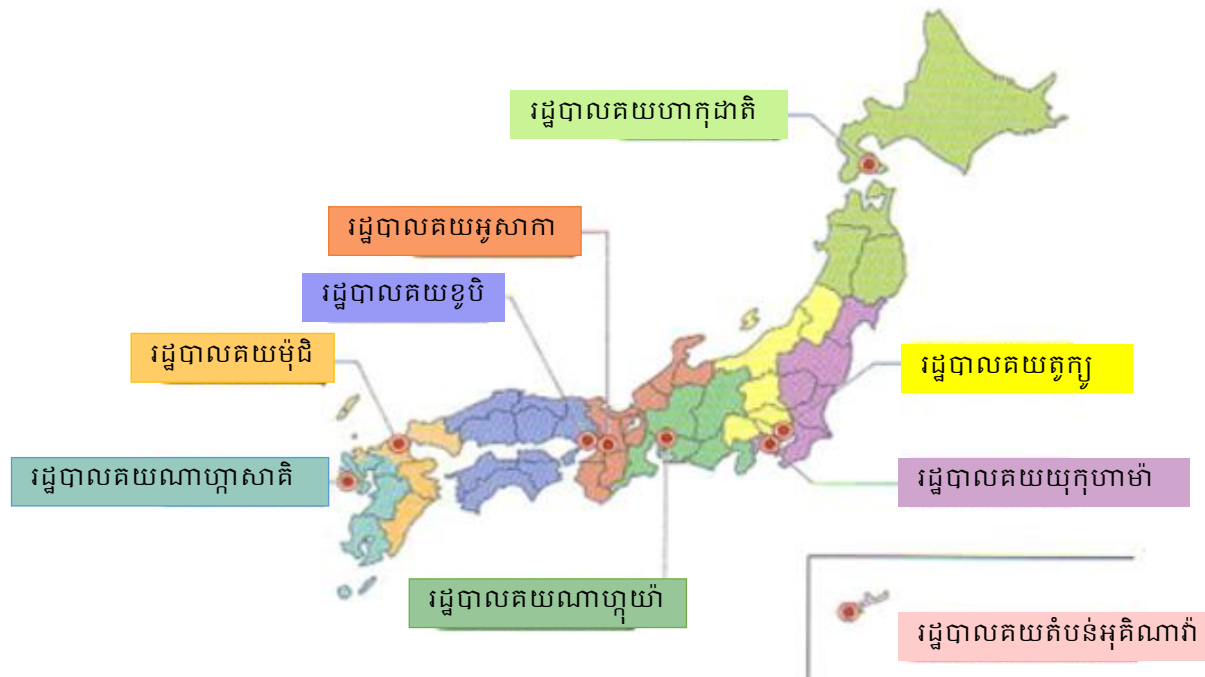 រដ្ឋបាលគយហាកុដាតិ
រដ្ឋបាលគយអូសាកា
រដ្ឋបាលគយខូបិ
រដ្ឋបាលគយម៉ុជិ
រដ្ឋបាលគយតូក្យូ
រដ្ឋបាលគយណាហ្កាសាគិ
រដ្ឋបាលគយយុកុហាម៉ា
រដ្ឋបាលគយណាហ្កុយ៉ា
រដ្ឋបាលគយតំបន់អុគិណាវ៉ា